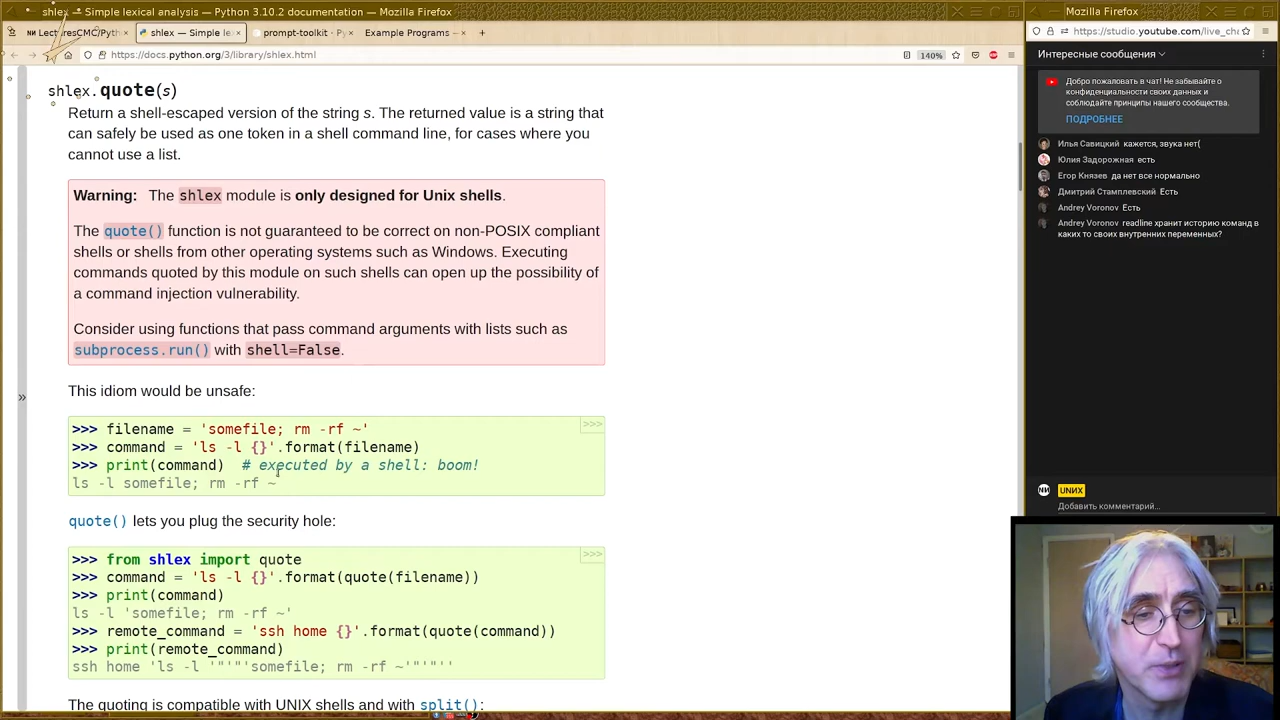 shlex — Simple lexical analysis — Python 3.10.2 documentation — Mozilla Firefox
LecturesCMC/Pyth
shlex — Simple le
prompt-toolkit · Py
Example Programs —
https://docs.python.org/3/library/shlex.html
140%
shlex.quote(s)
Return a shell-escaped version of the string s. The returned value is a string that
can safely be used as one token in a shell command line, for cases where you
cannot use a list.
Warning: The shlex module is only designed for Unix shells.
The quote() function is not guaranteed to be correct on non-POSIX compliant
shells or shells from other operating systems such as Windows. Executing
commands quoted by this module on such shells can open up the possibility of
a command injection vulnerability.
Consider using functions that pass command arguments with lists such as
subprocess.run() with shell=False.
»
This idiom would be unsafe:
>>>
>>> filename = 'somefile; rm -rf ~'
>>> command = 'ls -l {}'.format(filename)
>>> print(command)  # executed by a shell: boom!
ls -l somefile; rm -rf ~
quote() lets you plug the security hole:
>>>
>>> from shlex import quote
>>> command = 'ls -l {}'.format(quote(filename))
>>> print(command)
ls -l 'somefile; rm -rf ~'
>>> remote_command = 'ssh home {}'.format(quote(command))
>>> print(remote_command)
ssh home 'ls -l '"'"'somefile; rm -rf ~'"'"''
The quoting is compatible with UNIX shells and with split():
Mozilla Firefox
https://studio.youtube.com/live_cha
Интересные сообщения
Добро пожаловать в чат! Не забывайте о
конфиденциальности своих данных и
соблюдайте принципы нашего сообщества.
ПОДРОБНЕЕ
Илья Савицкий кажется, звука нет(
Юлия Задорожная есть
Егор Князев да нет все нормально
Дмитрий Стамплевский Есть
Andrey Voronov Есть
Andrey Voronov readline хранит историю команд в
каких то своих внутренних переменных?
UNИX
Добавить комментарий...